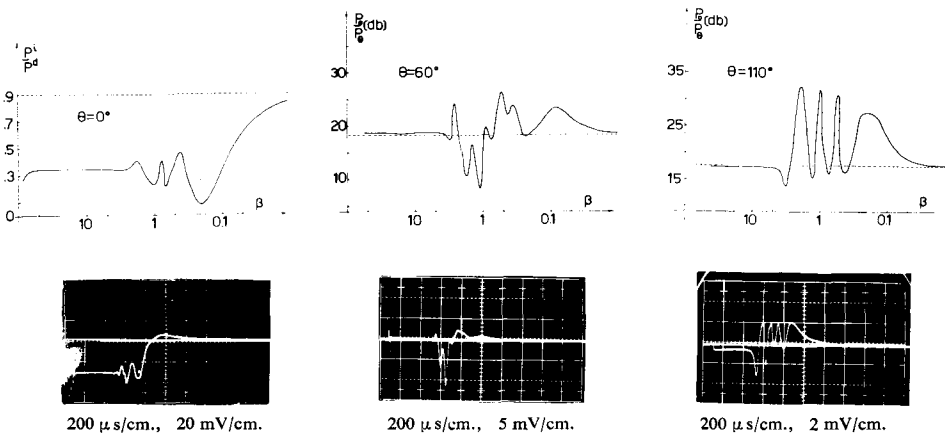 P^i
P^d
.9
.7
.5
.3
0
θ=0°
10 1 0.1 β
P_e/P_θ (db)
30
20
10
θ=60°
10 1 0.1 β
(db)
35
25
15
θ=110°
10 1 0.1 β
200 μs/cm., 20 mV/cm.
200 μs/cm., 5 mV/cm.
200 μs/cm., 2 mV/cm.